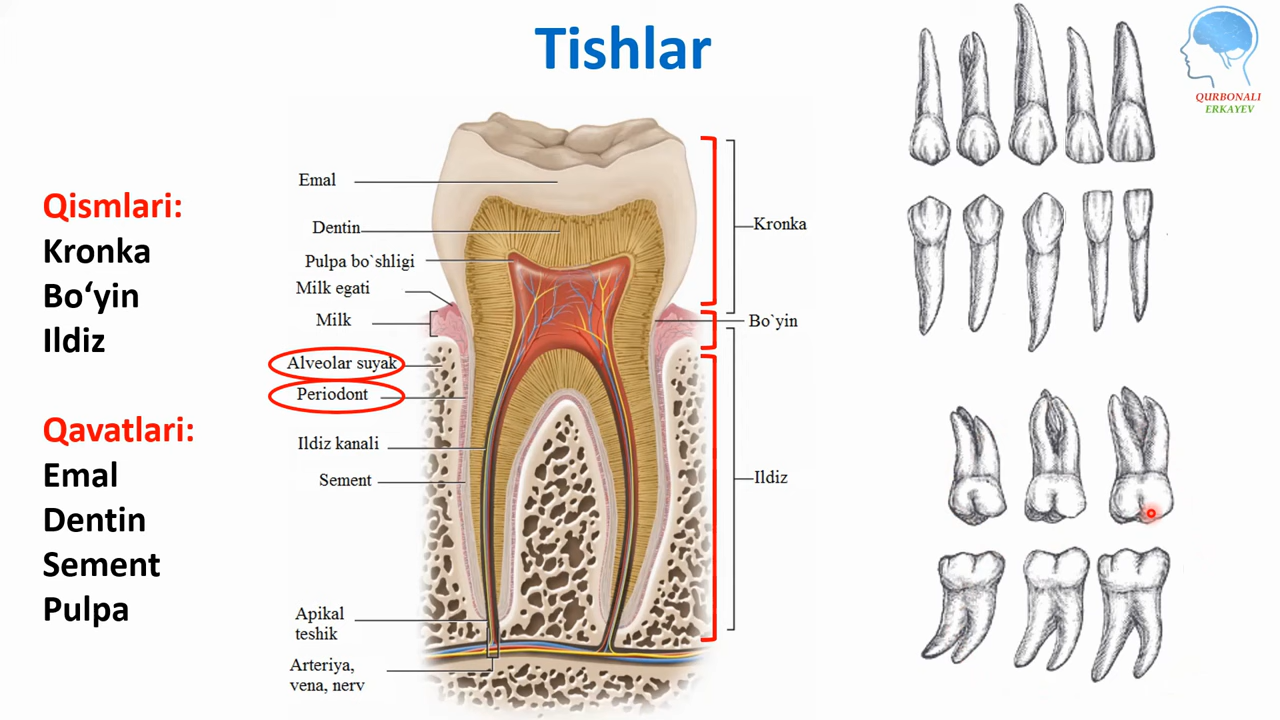 Tishlar
QURBONALI
ERKAYEV
Qismlari:
Kronka
Bo‘yin
Ildiz
Qavatlari:
Emal
Dentin
Sement
Pulpa
Emal
Dentin
Pulpa bo`shligi
Milk egati
Milk
Alveolar suyak
Periodont
Ildiz kanali
Sement
Apikal
teshik
Arteriya,
vena, nerv
Kronka
Bo`yin
Ildiz